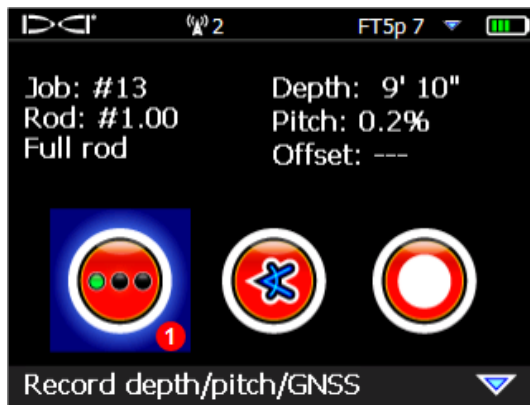 DCI 2 FT5p 7
Job: #13
Rod: #1.00
Full rod
Depth: 9' 10"
Pitch: 0.2%
Offset: ---
1
Record depth/pitch/GNSS